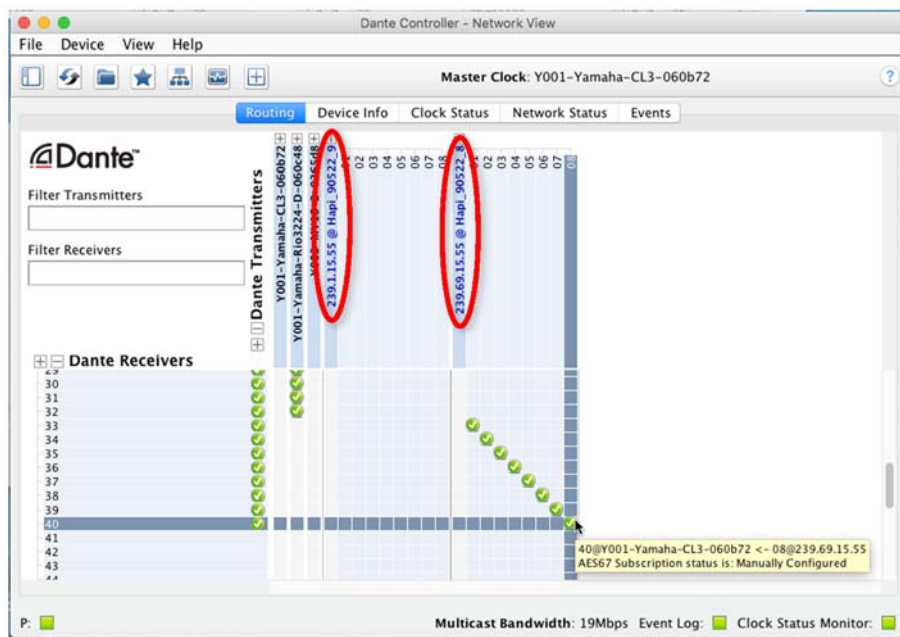 Dante Controller - Network View
File Device View Help
Master Clock: Y001-Yamaha-CL3-060b72
?
Routing Device Info Clock Status Network Status Events
Dante™
Filter Transmitters
Filter Receivers
Dante Transmitters
Y001-Yamaha-CL3-060b72
Y001-Yamaha-Rio3224-D-060c48
239.1.15.55 @ Hapi_90522_9
01 02 03 04 05 06 07 08
239.69.15.55 @ Hapi_90522_8
01 02 03 04 05 06 07 08
Dante Receivers
29
30
31
32
33
34
35
36
37
38
39
40
41
42
43
44
40@Y001-Yamaha-CL3-060b72 <- 08@239.69.15.55
AES67 Subscription status is: Manually Configured
P: Multicast Bandwidth: 19Mbps Event Log: Clock Status Monitor: